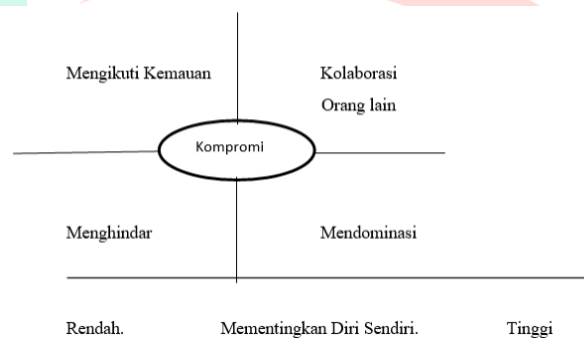 Mengikuti Kemauan Kolaborasi
Orang lain
Kompromi
Menghindar Mendominasi
Rendah. Mementingkan Diri Sendiri. Tinggi